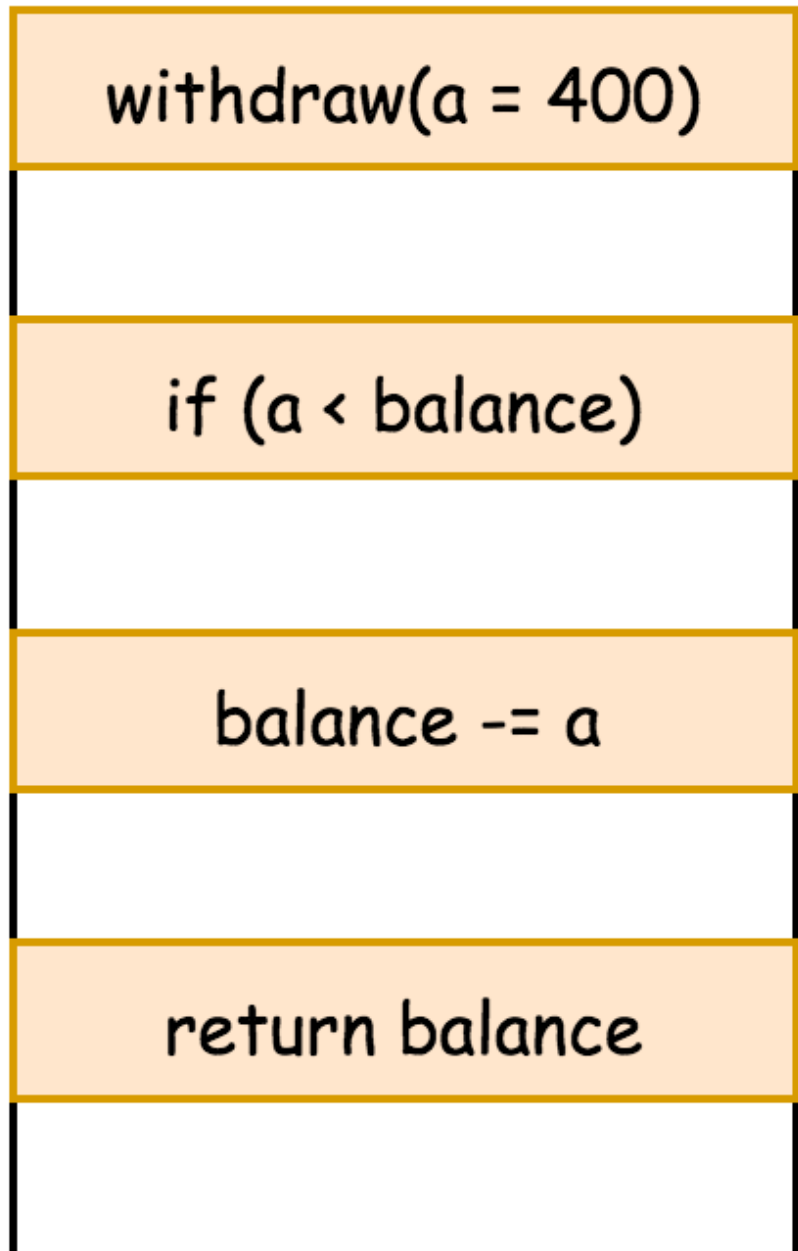 withdraw(a = 400)
if (a < balance)
balance -= a
return balance